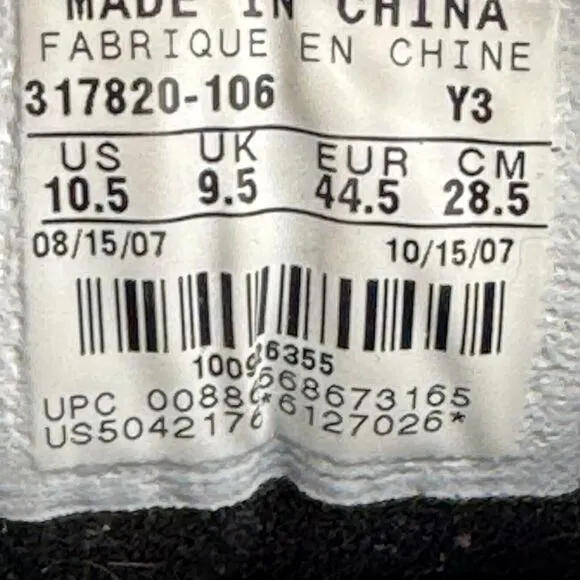 MADE IN CHINA
FABRIQUE EN CHINE
317820-106 Y3
US UK EUR CM
10.5 9.5 44.5 28.5
08/15/07 10/15/07
UPC